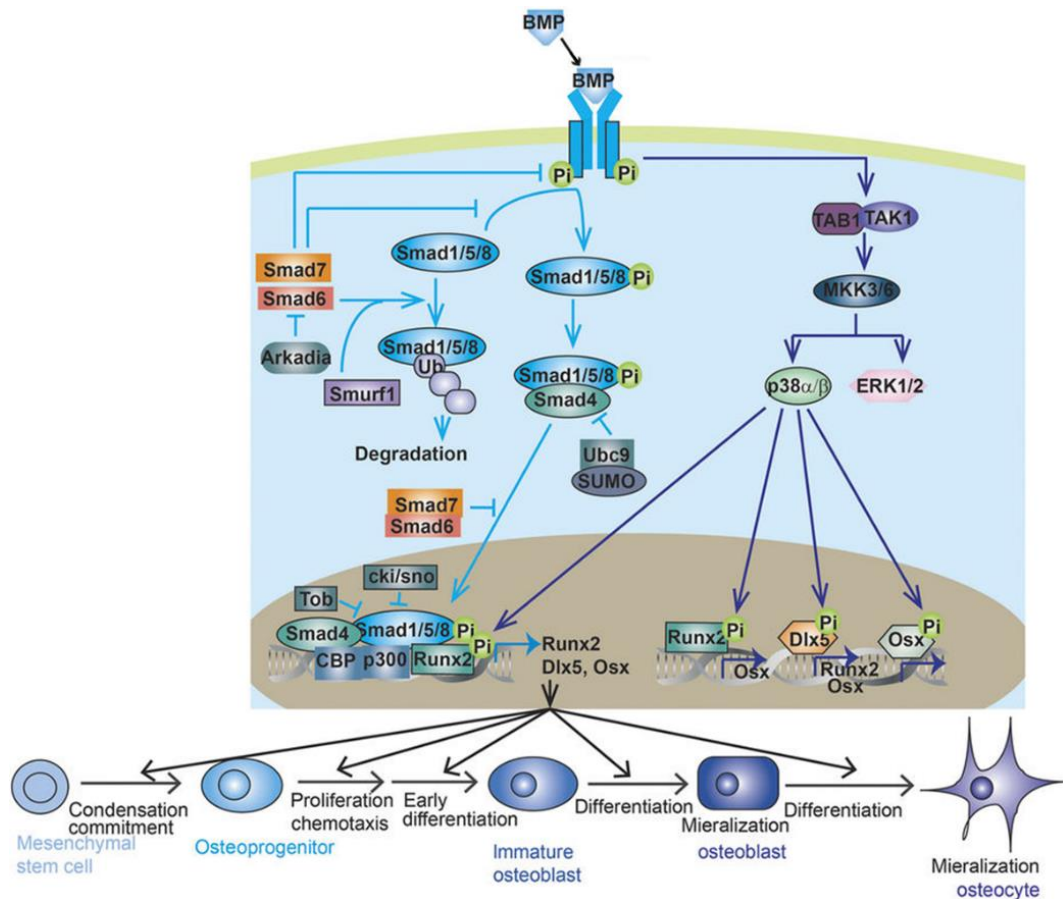 BMP
BMP
Pi
Pi
TAB1
TAK1
Smad1/5/8
Smad7
Smad6
Smad1/5/8
Pi
MKK3/6
Arkadia
Smad1/5/8
Ub
Smurf1
Smad1/5/8
Pi
Smad4
p38α/β
ERK1/2
Degradation
Ubc9
SUMO
Smad7
Smad6
cki/sno
Tob
Smad4
Smad1/5/8
Pi
Pi
CBP
p300
Runx2
Runx2
Dlx5, Osx
Runx2
Pi
Osx
Dlx5
Pi
Runx2
Osx
Osx
Pi
Condensation
commitment
Mesenchymal
stem cell
Osteoprogenitor
Proliferation
chemotaxis
Early
differentiation
Immature
osteoblast
Differentiation
Mieralization
osteoblast
Differentiation
Mieralization
osteocyte